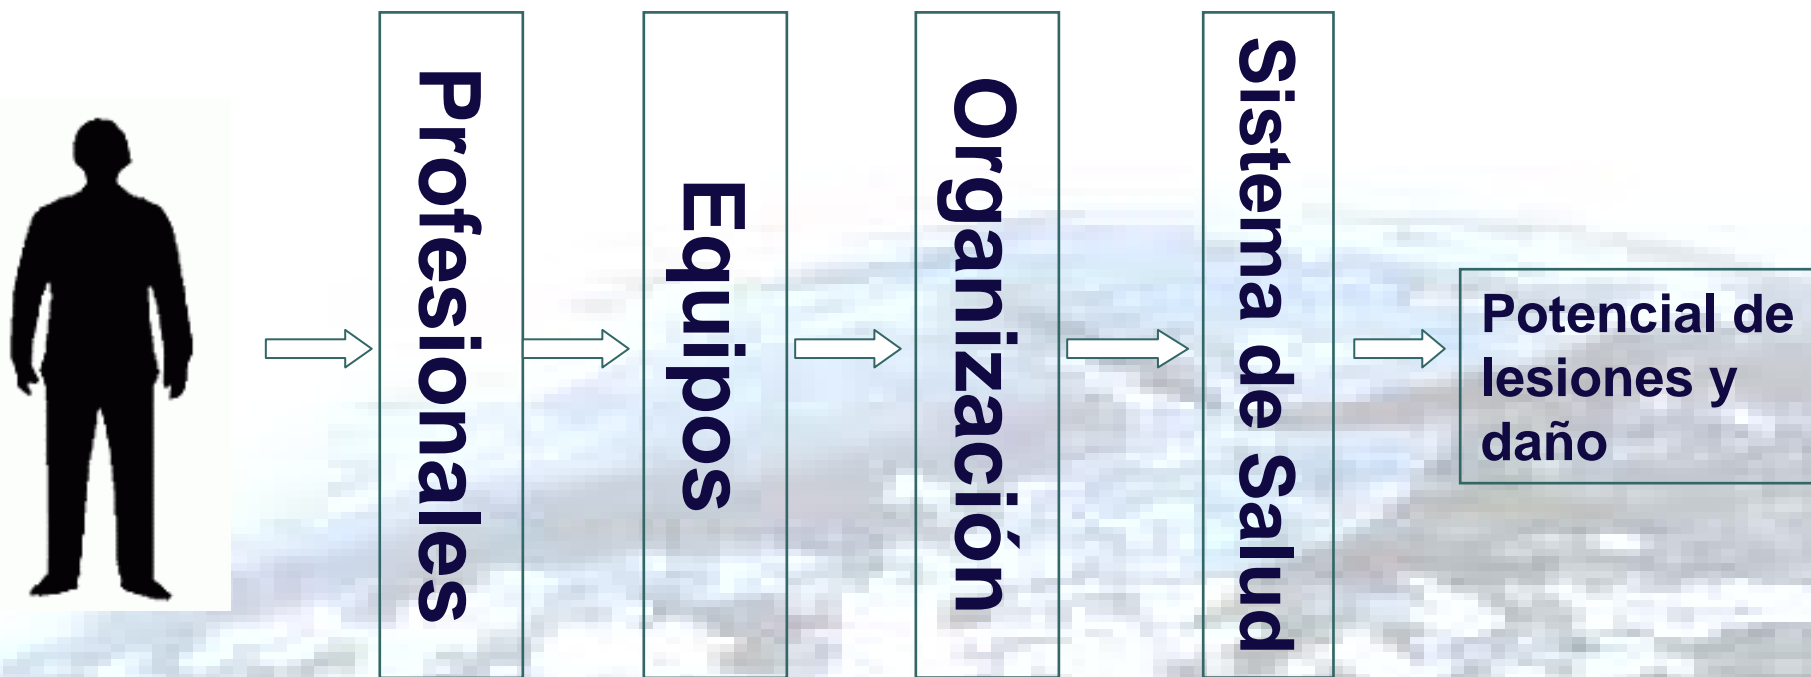 Profesionales
Equipos
Organización
Sistema de Salud
Potencial de
lesiones y
daño